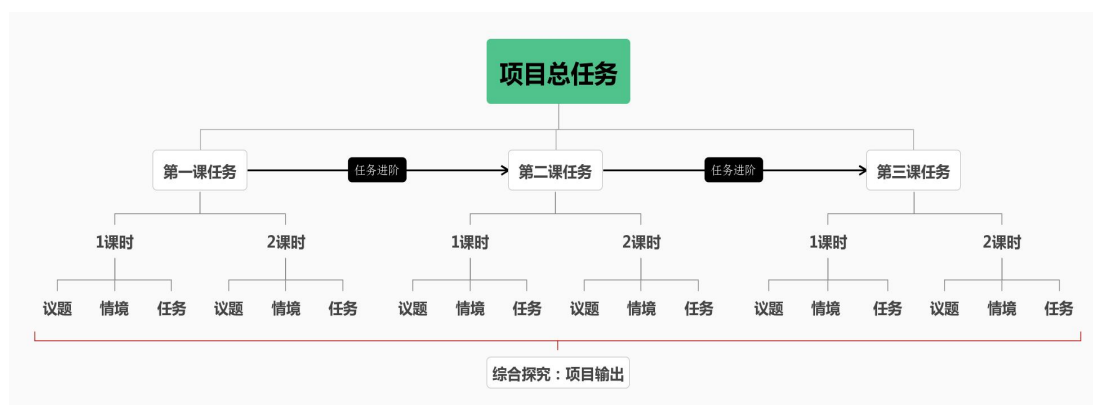 项目总任务
第一课任务 任务进阶 第二课任务 任务进阶 第三课任务
1课时 2课时 1课时 2课时 1课时 2课时
议题 情境 任务 议题 情境 任务 议题 情境 任务 议题 情境 任务 议题 情境 任务 议题 情境 任务
综合探究：项目输出